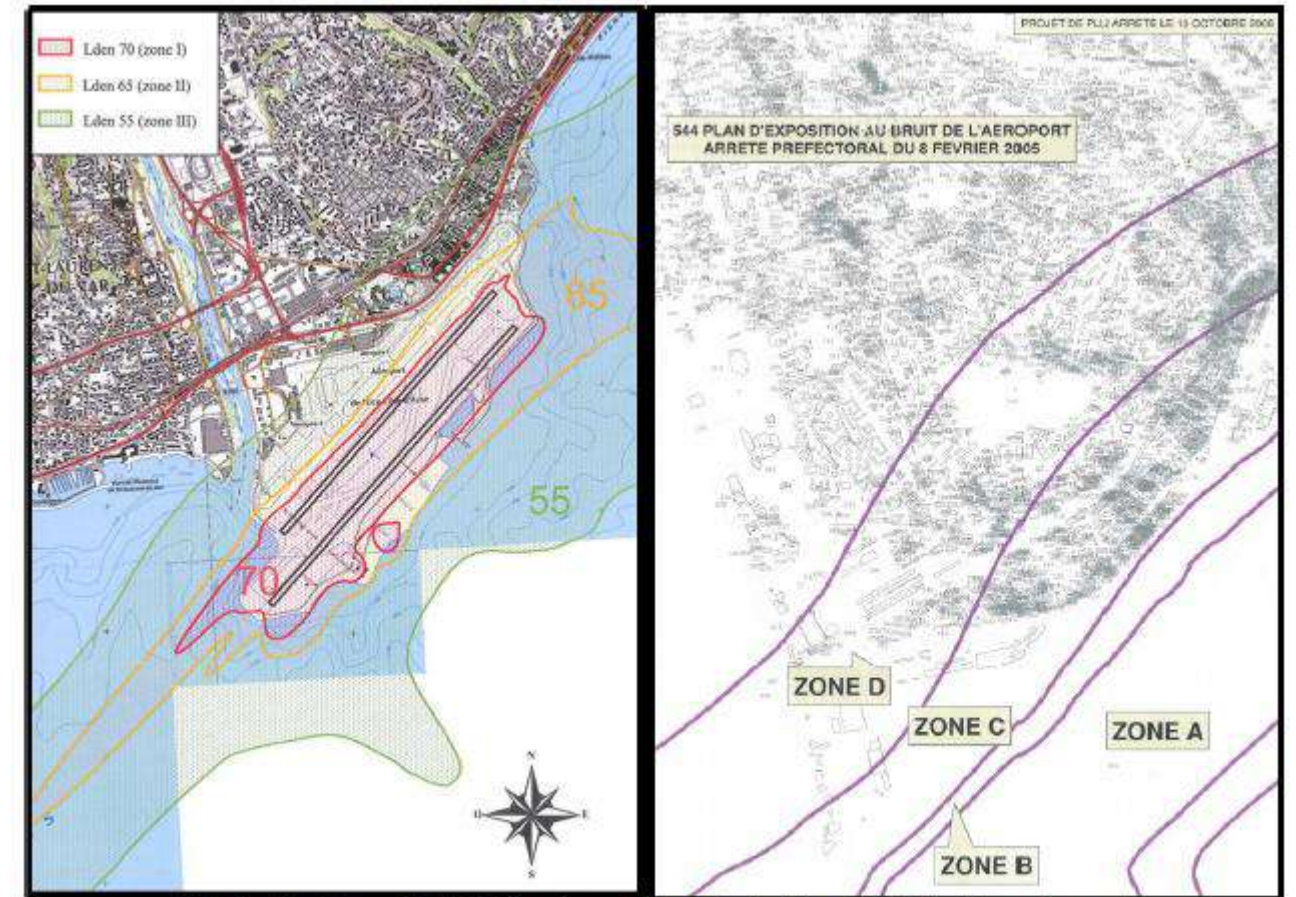 Lden 70 (zone I)
Lden 65 (zone II)
Lden 55 (zone III)
65
55
70
N
E
S
PROJET DE PLU ARRETE LE 13 OCTOBRE 2006
544 PLAN D'EXPOSITION AU BRUIT DE L'AEROPORT
ARRETE PREFECTORAL DU 8 FEVRIER 2005
ZONE D
ZONE C
ZONE A
ZONE B